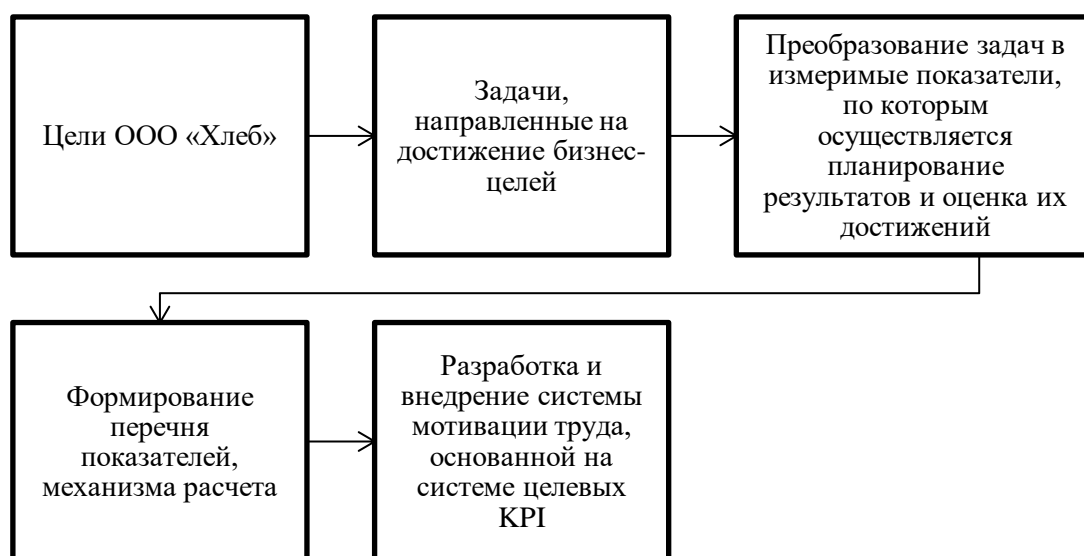 Цели ООО «Хлеб»
Задачи,
направленные на
достижение бизнес-
целей
Преобразование задач в
измеримые показатели,
по которым
осуществляется
планирование
результатов и оценка их
достижений
Формирование
перечня
показателей,
механизма расчета
Разработка и
внедрение системы
мотивации труда,
основанной на
системе целевых
KPI